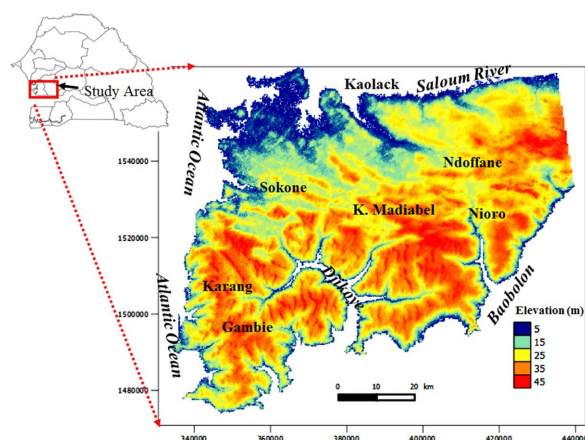 Study Area
Kaolack
Saloum River
Atlantic Ocean
Ndoffane
Sokone
K. Madiabel
Nioro
Karang
Djikoye
Baobolon
Atlantic Ocean
Gambie
Elevation (m)
5
15
25
35
45
0 10 20 km
1540000
1520000
1500000
1480000
340000 360000 380000 400000 420000 440000